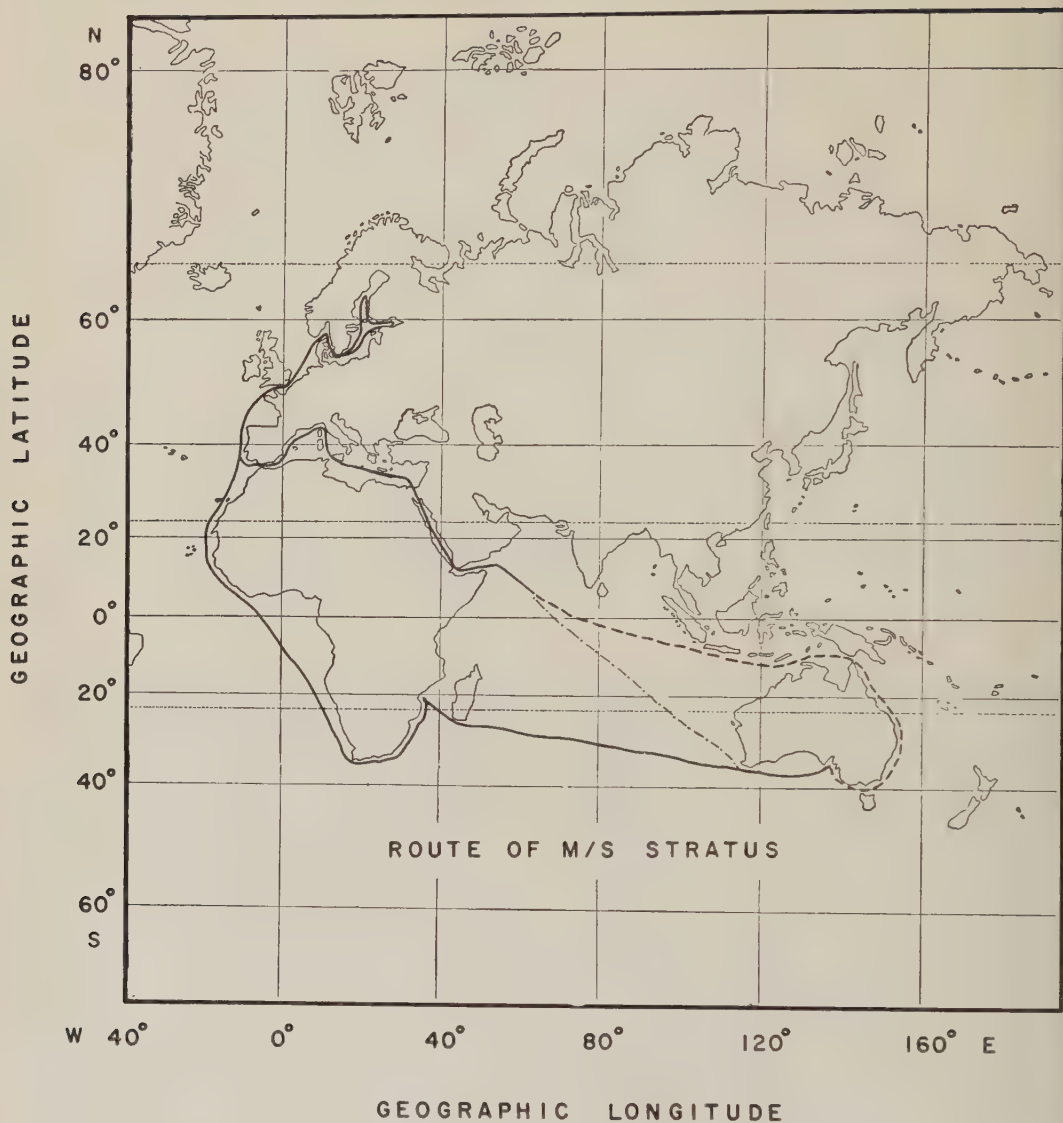 N
80°
60°
40°
20°
0°
20°
40°
60°
S
GEOGRAPHIC LATITUDE
ROUTE OF M/S STRATUS
W 40° 0° 40° 80° 120° 160° E
GEOGRAPHIC LONGITUDE